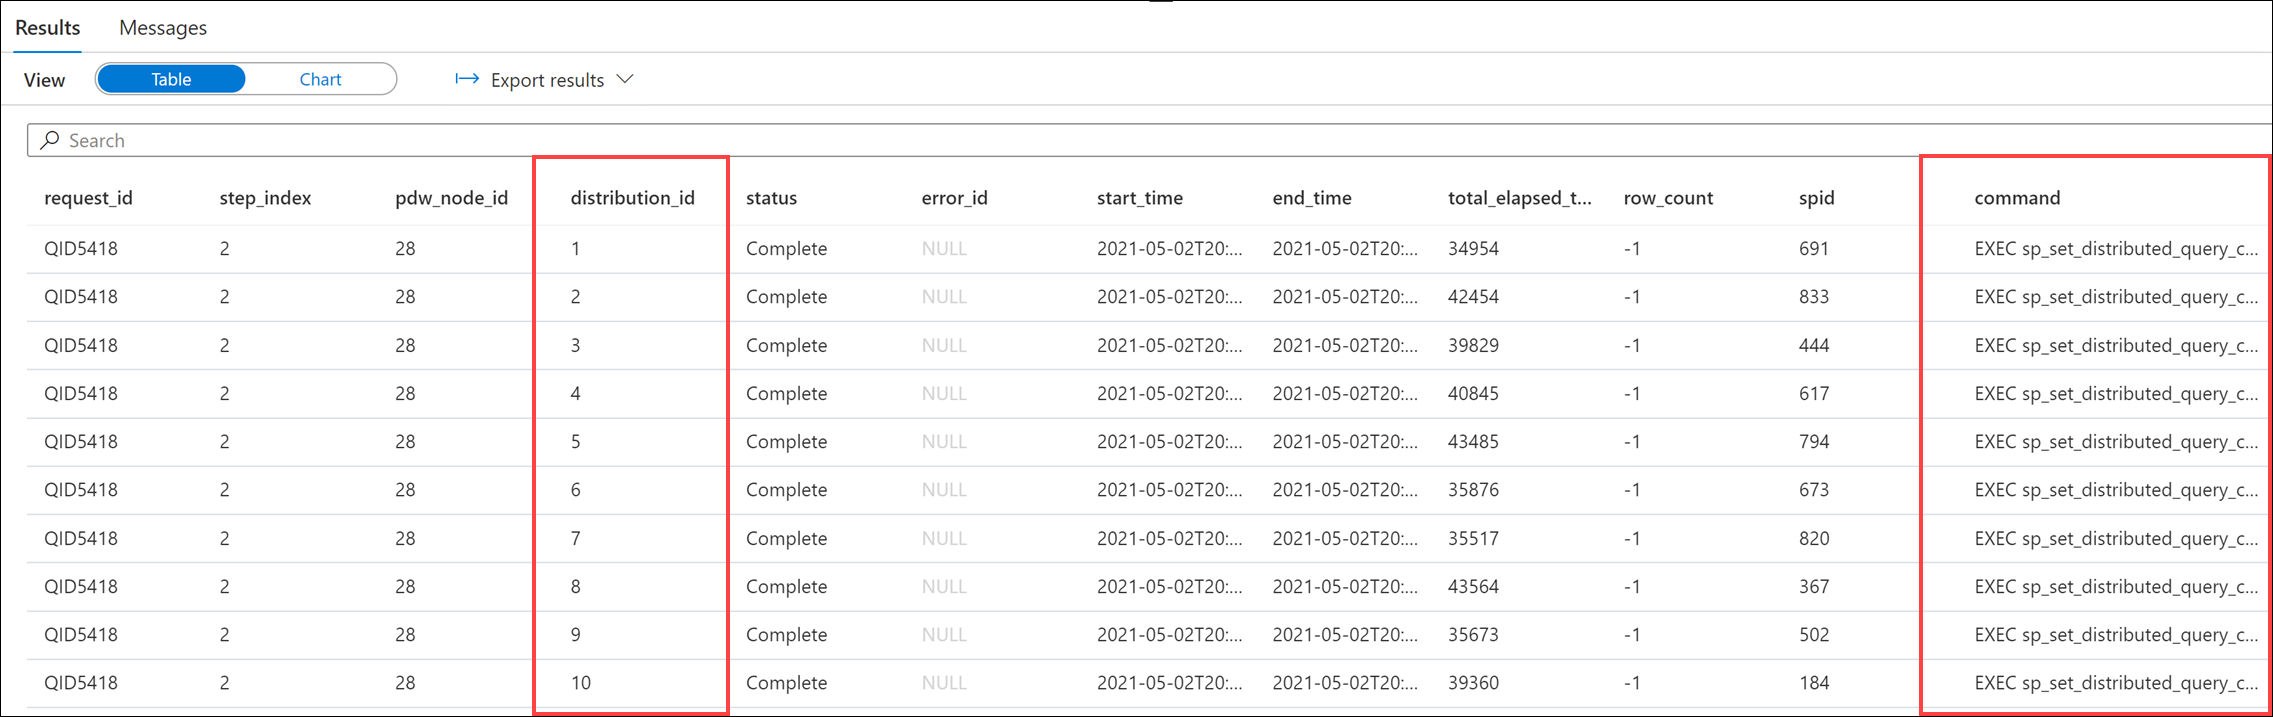 Results Messages
View Table Chart Export results
Search
request_id step_index pdw_node_id distribution_id status error_id start_time end_time total_elapsed_t... row_count spid command
QID5418 2 28 1 Complete NULL 2021-05-02T20:... 2021-05-02T20:... 34954 -1 691 EXEC sp_set_distributed_query_c...
QID5418 2 28 2 Complete NULL 2021-05-02T20:... 2021-05-02T20:... 42454 -1 833 EXEC sp_set_distributed_query_c...
QID5418 2 28 3 Complete NULL 2021-05-02T20:... 2021-05-02T20:... 39829 -1 444 EXEC sp_set_distributed_query_c...
QID5418 2 28 4 Complete NULL 2021-05-02T20:... 2021-05-02T20:... 40845 -1 617 EXEC sp_set_distributed_query_c...
QID5418 2 28 5 Complete NULL 2021-05-02T20:... 2021-05-02T20:... 43485 -1 794 EXEC sp_set_distributed_query_c...
QID5418 2 28 6 Complete NULL 2021-05-02T20:... 2021-05-02T20:... 35876 -1 673 EXEC sp_set_distributed_query_c...
QID5418 2 28 7 Complete NULL 2021-05-02T20:... 2021-05-02T20:... 35517 -1 820 EXEC sp_set_distributed_query_c...
QID5418 2 28 8 Complete NULL 2021-05-02T20:... 2021-05-02T20:... 43564 -1 367 EXEC sp_set_distributed_query_c...
QID5418 2 28 9 Complete NULL 2021-05-02T20:... 2021-05-02T20:... 35673 -1 502 EXEC sp_set_distributed_query_c...
QID5418 2 28 10 Complete NULL 2021-05-02T20:... 2021-05-02T20:... 39360 -1 184 EXEC sp_set_distributed_query_c...